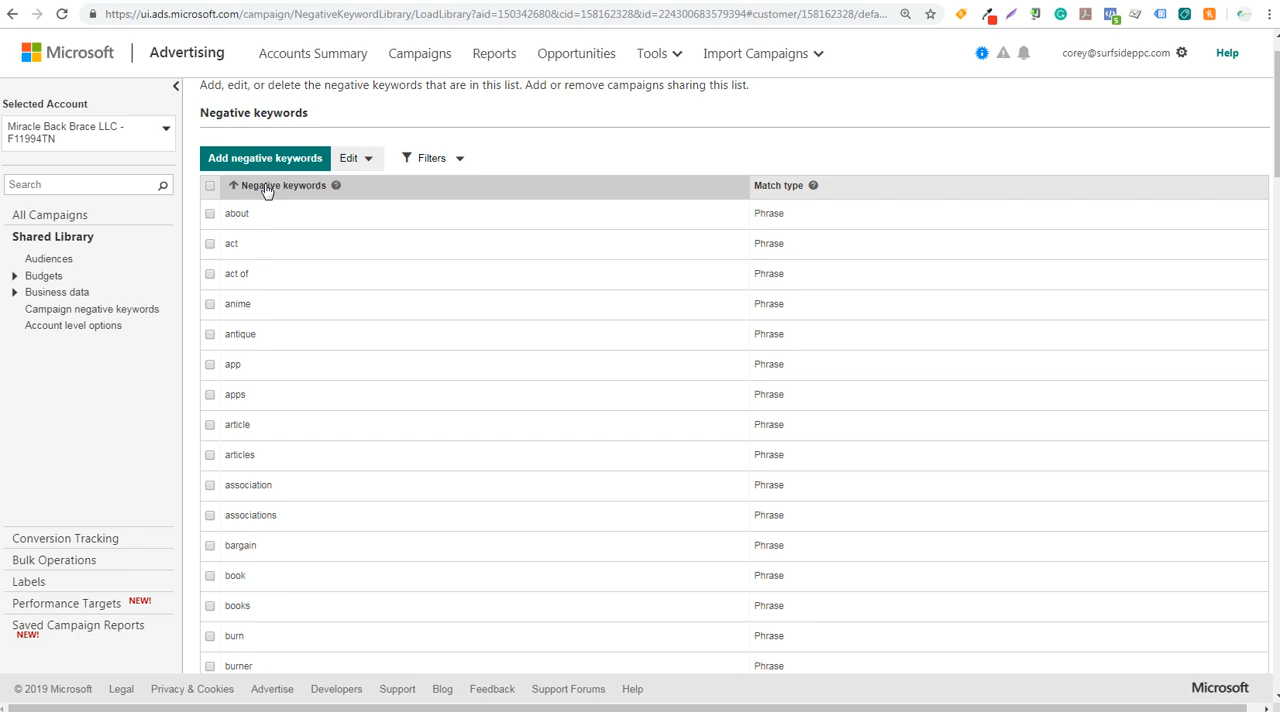 https://ui.ads.microsoft.com/campaign/NegativeKeywordLibrary/LoadLibrary?aid=150342680&cid=158162328&id=224300683579394#customer/158162328/defa...
Microsoft | Advertising Accounts Summary Campaigns Reports Opportunities Tools Import Campaigns corey@surfsideppc.com Help
Selected Account
Miracle Back Brace LLC -
F11994TN
Search
All Campaigns
Shared Library
Audiences
Budgets
Business data
Campaign negative keywords
Account level options
Conversion Tracking
Bulk Operations
Labels
Performance Targets NEW!
Saved Campaign Reports
NEW!
Add, edit, or delete the negative keywords that are in this list. Add or remove campaigns sharing this list.
Negative keywords
Add negative keywords Edit Filters
Negative keywords Match type
about Phrase
act Phrase
act of Phrase
anime Phrase
antique Phrase
app Phrase
apps Phrase
article Phrase
articles Phrase
association Phrase
associations Phrase
bargain Phrase
book Phrase
books Phrase
burn Phrase
burner Phrase
© 2019 Microsoft Legal Privacy & Cookies Advertise Developers Support Blog Feedback Support Forums Help Microsoft